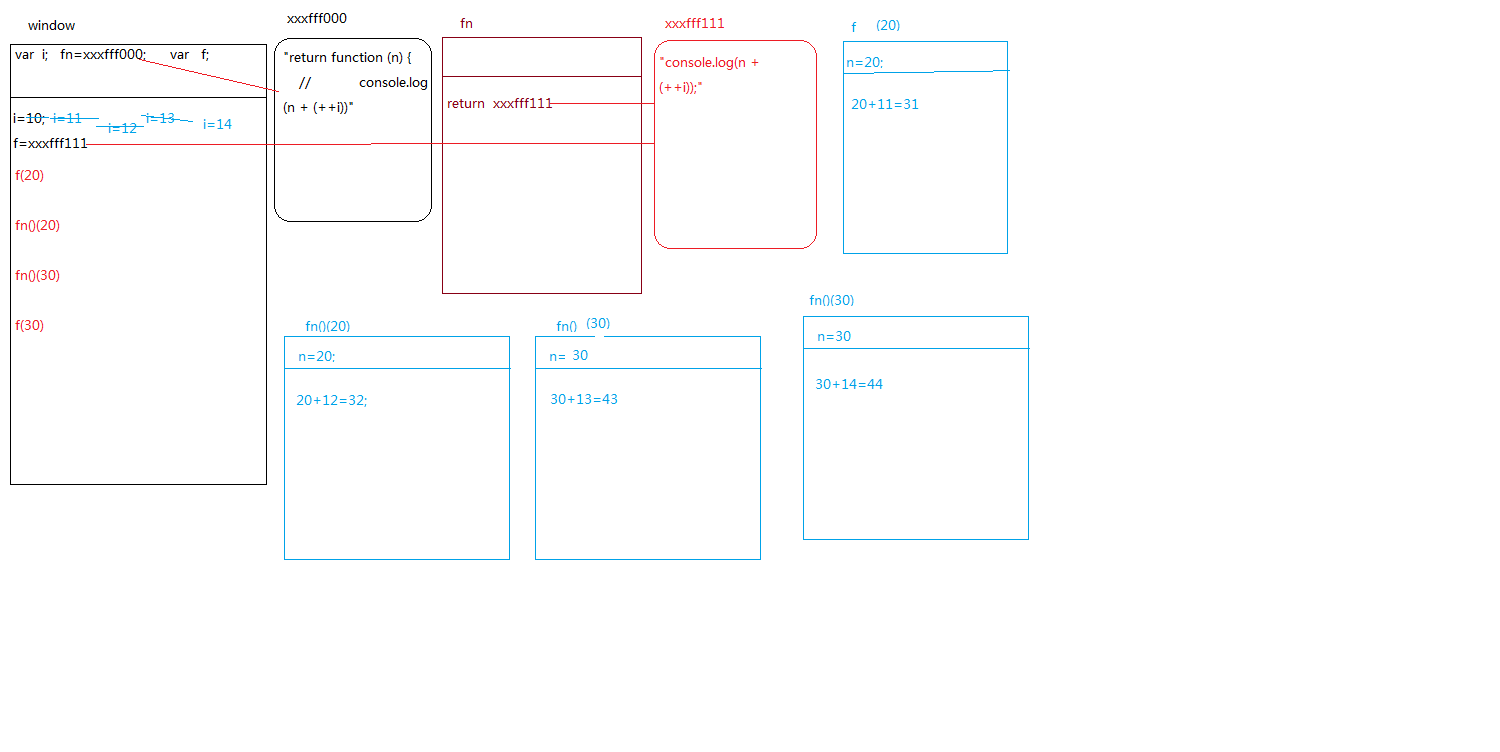 window
var i; fn=xxxfff000; var f;
i=10; i=11 i=12 i=13 i=14
f=xxxfff111
f(20)
fn()(20)
fn()(30)
f(30)
xxxfff000
"return function (n) {
// console.log
(n + (++i))"
fn
return xxxfff111
xxxfff111
"console.log(n +
(++i));"
f (20)
n=20;
20+11=31
fn()(20)
n=20;
20+12=32;
fn() (30)
n= 30
30+13=43
fn()(30)
n=30
30+14=44